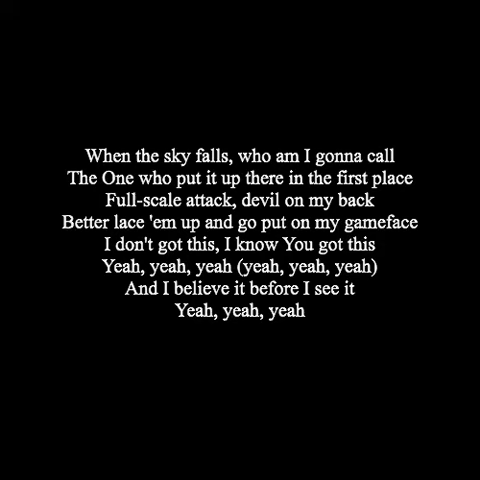 When the sky falls, who am I gonna call
The One who put it up there in the first place
Full-scale attack, devil on my back
Better lace 'em up and go put on my gameface
I don't got this, I know You got this
Yeah, yeah, yeah (yeah, yeah, yeah)
And I believe it before I see it
Yeah, yeah, yeah